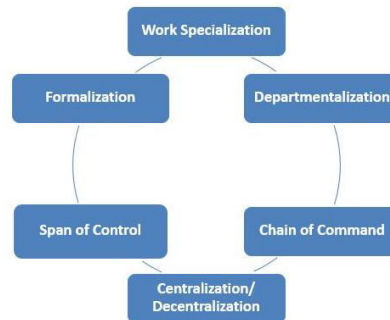 Work Specialization
Formalization
Departmentalization
Span of Control
Chain of Command
Centralization/
Decentralization